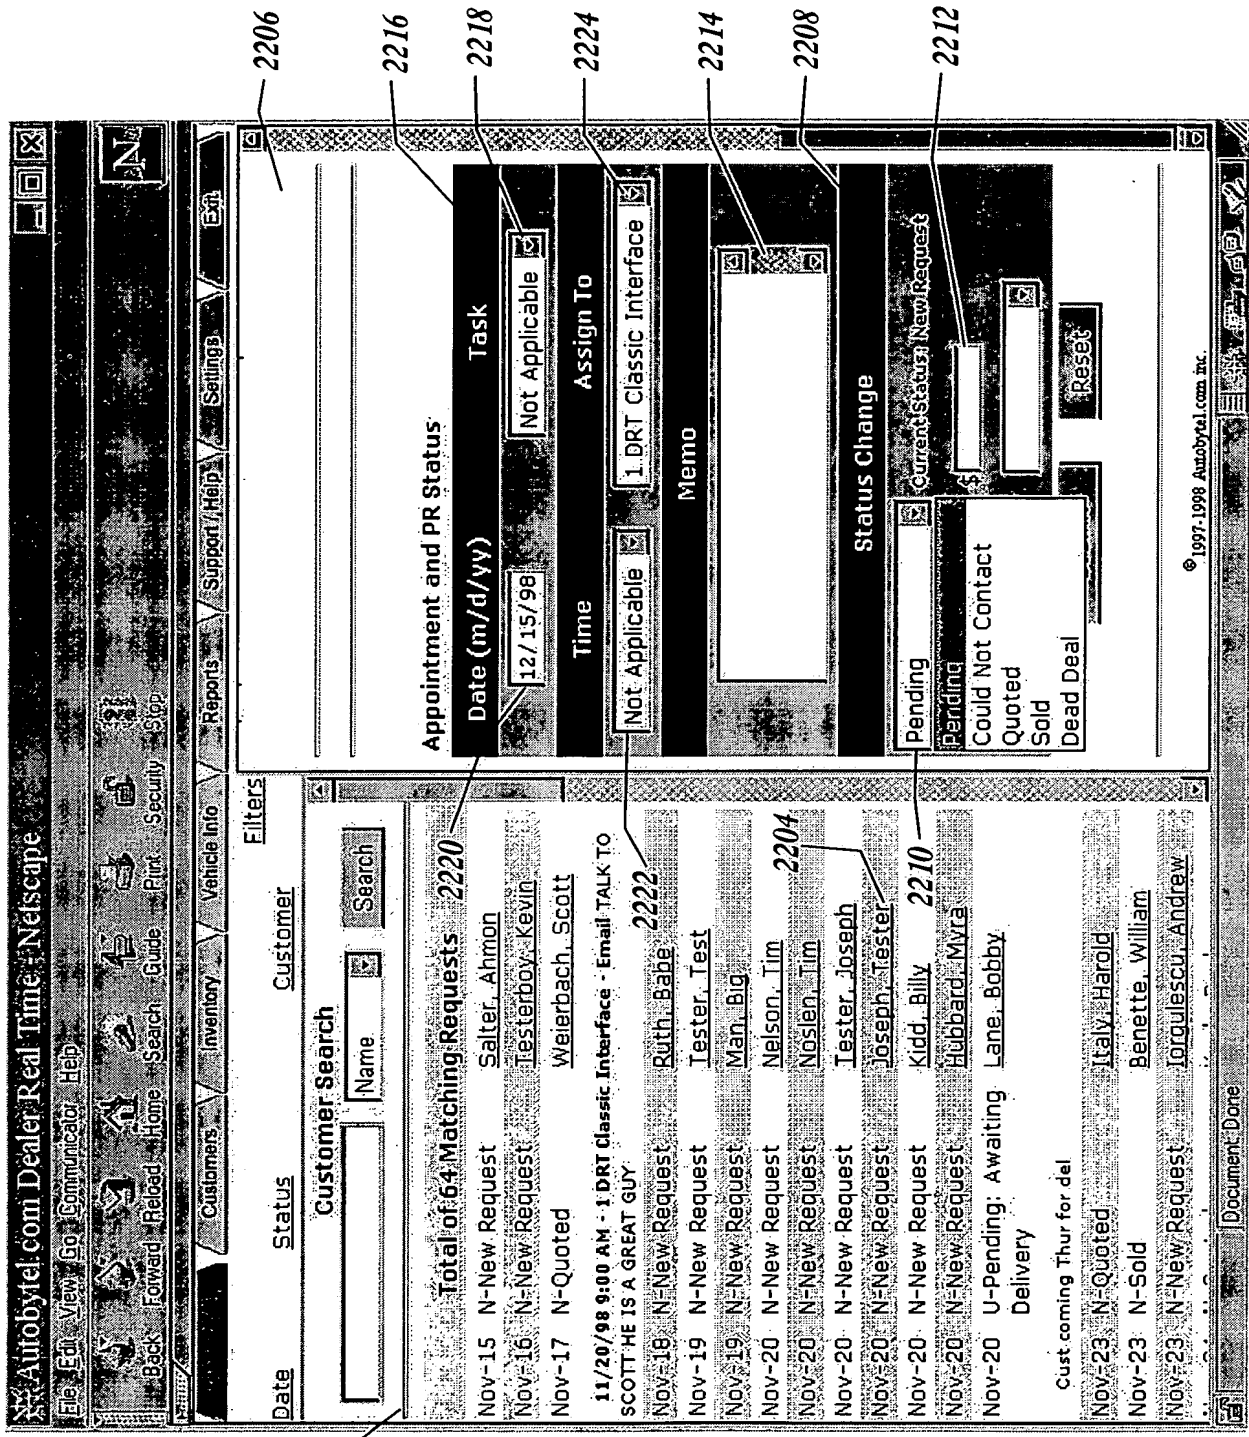 Autobytel.com Dealer Real Time-Netscape
File Edit View Go Communicator Help
Back Forward Reload Home Search Guide Print Security Stop
N
Customers Inventory Vehicle Info Reports Support/Help Settings Exit
Date Status Customer Filters
Customer Search
Name Search
Total of 64 Matching Requests
Nov-15 N-New Request Salter, Ahmon
Nov-16 N-New Request Testerboy, Kevin
Nov-17 N-Quoted Weierbach, Scott
11/20/98 9:00 AM - 1 DRT Classic Interface - Email TALK TO
SCOTT HE IS A GREAT GUY
Nov-18 N-New Request Ruth, Babe
Nov-19 N-New Request Tester, Test
Nov-19 N-New Request Man, Big
Nov-20 N-New Request Nelson, Tim
Nov-20 N-New Request Noslen, Tim
Nov-20 N-New Request Tester, Joseph
Nov-20 N-New Request Joseph, Tester
Nov-20 N-New Request Kidd, Billy
Nov-20 N-New Request Hubbard, Myra
Nov-20 U-Pending: Awaiting Lane, Bobby
Delivery
Cust coming Thur for del
Nov-23 N-Quoted Italy, Harold
Nov-23 N-Sold Benette, William
Nov-23 N-New Request Iorgulescu, Andrew
Appointment and PR Status
Date (m/d/yy) Task
12/15/98 Not Applicable
Time Assign To
Not Applicable 1 DRT Classic Interface
Memo
Status Change
Pending Current Status: New Request
Pending $
Could Not Contact
Quoted
Sold
Dead Deal
Reset
©1997-1998 Autobytel.com inc.
Document Done
2206
2216
2218
2224
2214
2208
2212
2220
2222
2204
2210